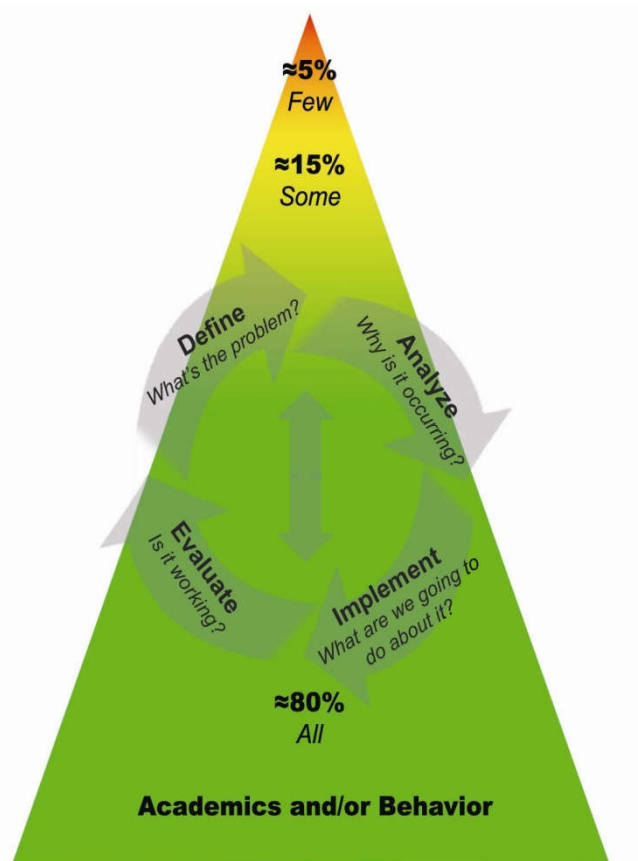 ≈5%
Few
≈15%
Some
Define
What's the problem?
Analyze
Why is it occurring?
Implement
What are we going to
do about it?
Evaluate
Is it working?
≈80%
All
Academics and/or Behavior